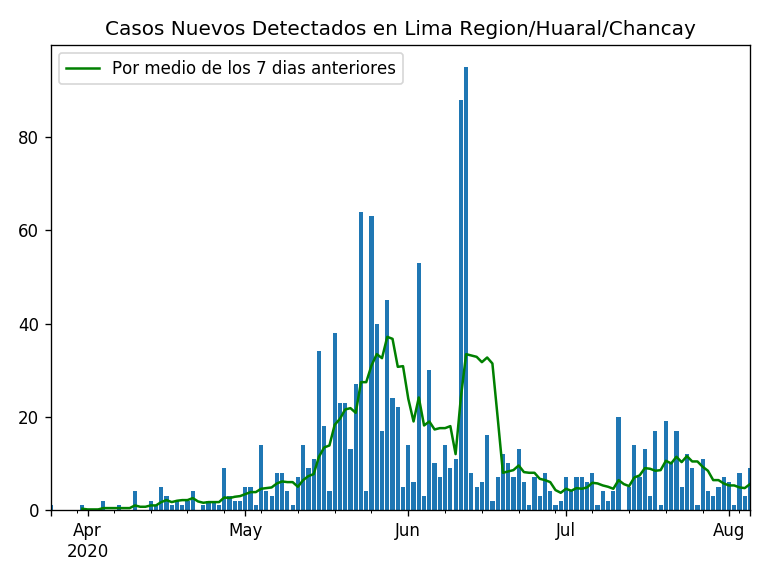 Casos Nuevos Detectados en Lima Region/Huaral/Chancay
Por medio de los 7 dias anteriores
80
60
40
20
0
Apr
2020
May
Jun
Jul
Aug